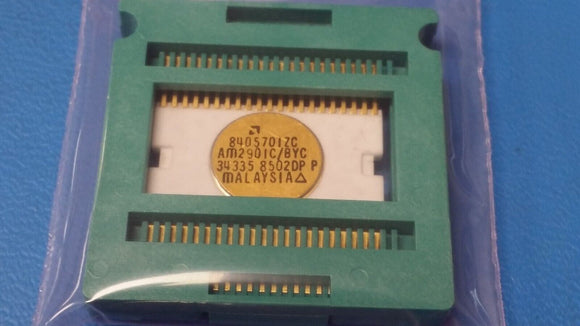 8405701ZC
AM2901C/BYC
34335 8502DP P
MALAYSIA△